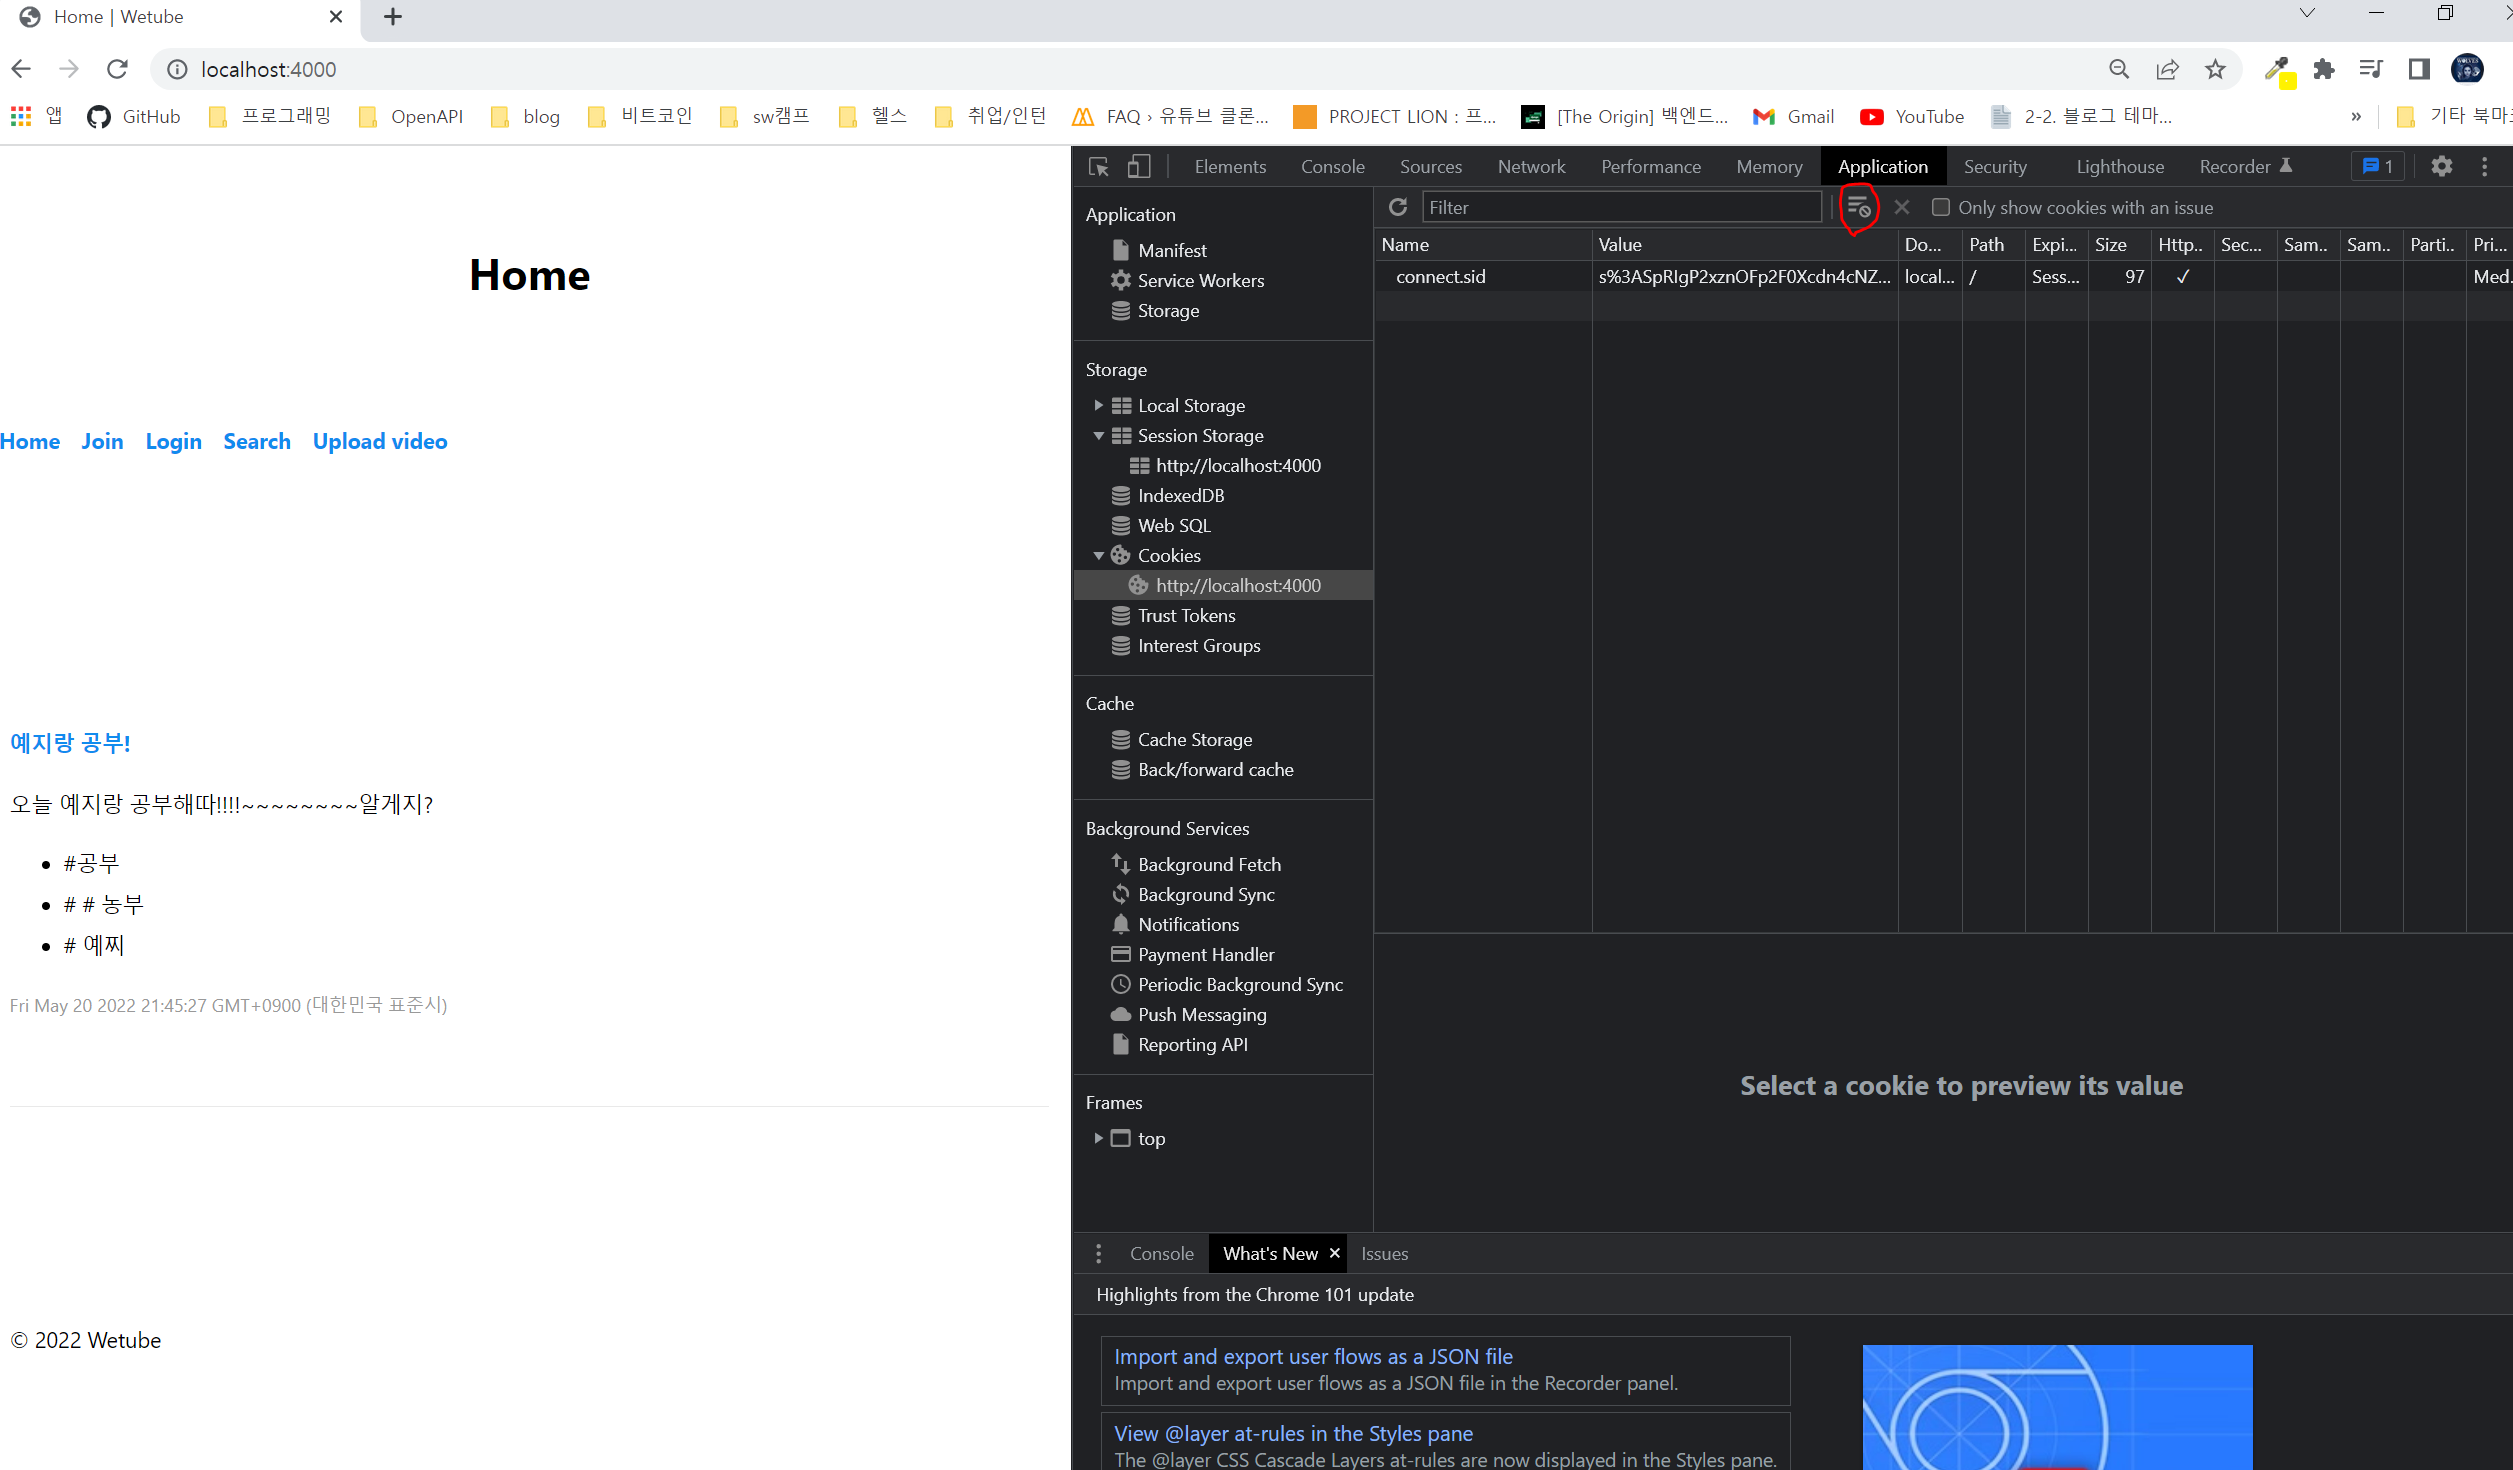 Home | Wetube
localhost:4000
앱 GitHub 프로그래밍 OpenAPI blog 비트코인 sw캠프 헬스 취업/인턴 FAQ › 유튜브 클론... PROJECT LION : 프... [The Origin] 백엔드... Gmail YouTube 2-2. 블로그 테마... » 기타 북마크
Home
Home Join Login Search Upload video
예지랑 공부!
오늘 예지랑 공부해따!!!!~~~~~~~~알게지?
#공부
# # 농부
# 예찌
Fri May 20 2022 21:45:27 GMT+0900 (대한민국 표준시)
© 2022 Wetube
Elements Console Sources Network Performance Memory Application Security Lighthouse Recorder 1
Application
Manifest
Service Workers
Storage
Storage
Local Storage
Session Storage
http://localhost:4000
IndexedDB
Web SQL
Cookies
http://localhost:4000
Trust Tokens
Interest Groups
Cache
Cache Storage
Back/forward cache
Background Services
Background Fetch
Background Sync
Notifications
Payment Handler
Periodic Background Sync
Push Messaging
Reporting API
Frames
top
Filter Only show cookies with an issue
Name Value Do... Path Expi... Size Http.. Sec... Sam.. Sam.. Parti.. Pri...
connect.sid s%3ASpRIgP2xznOFp2F0Xcdn4cNZ... local... / Sess... 97 ✓ Med.
Select a cookie to preview its value
Console What's New Issues
Highlights from the Chrome 101 update
Import and export user flows as a JSON file
Import and export user flows as a JSON file in the Recorder panel.
View @layer at-rules in the Styles pane
The @layer CSS Cascade Layers at-rules are now displayed in the Styles pane.